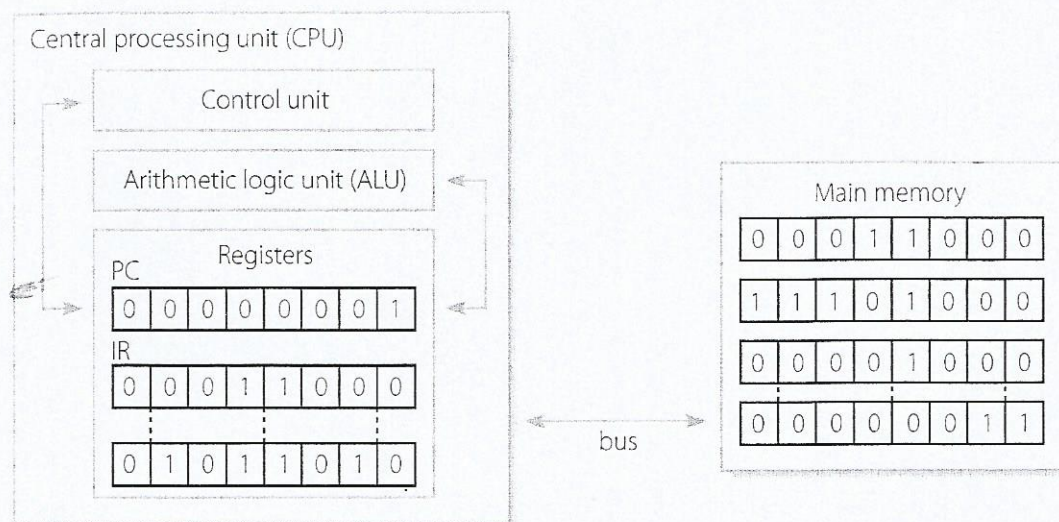 Central processing unit (CPU)
Control unit
Arithmetic logic unit (ALU)
Registers
PC
0 0 0 0 0 0 0 1
IR
0 0 0 1 1 0 0 0
0 1 0 1 1 0 1 0
bus
Main memory
0 0 0 1 1 0 0 0
1 1 1 0 1 0 0 0
0 0 0 0 1 0 0 0
0 0 0 0 0 0 1 1